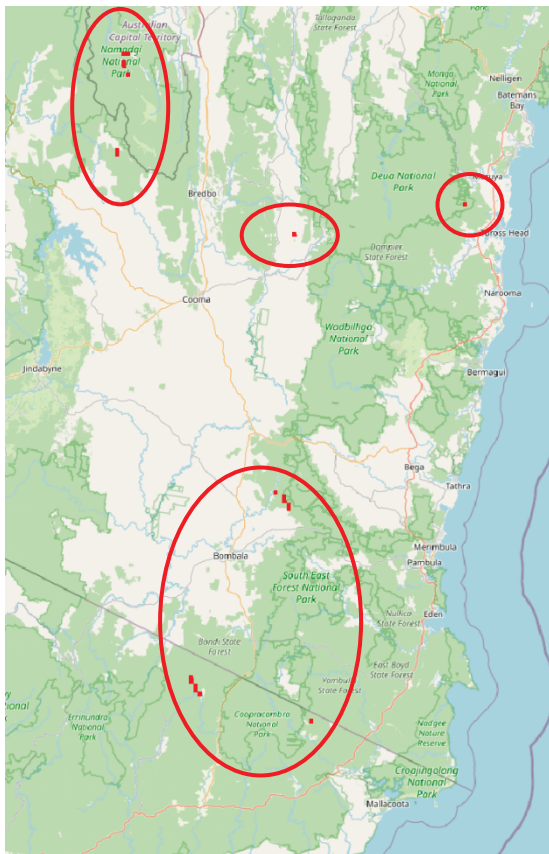 Tallaganda
State Forest
Australian
Capital Territory
Namadgi
National
Park
Monga
National
Park
Nelligen
Batemans
Bay
Deua National
Park
Bredbo
Dampier
State Forest
Cooma
Narooma
Wadbilliga
National
Park
Jindabyne
Bermagui
Bega
Tathra
Bombala
Merimbula
Pambula
South East
Forest National
Park
Nullica
State Forest
Eden
Bondi State
Forest
East Boyd
State Forest
Yambulla
State Forest
Errinundra
National
Park
Coopracambra
National
Park
Nadgee
Nature
Reserve
Croajingolong
National
Park
Mallacoota